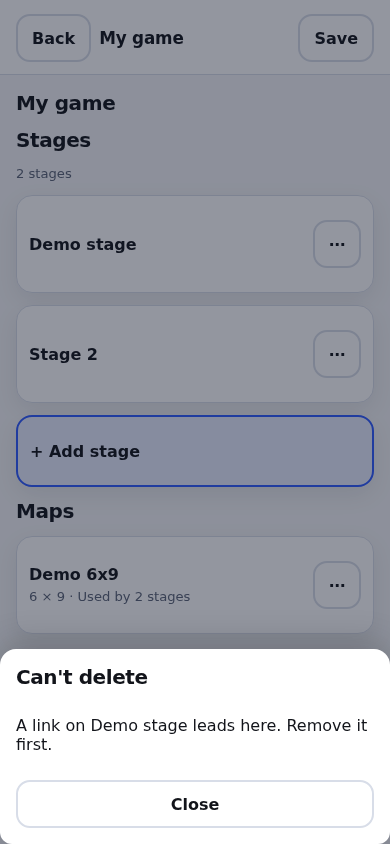 Back
My game
Save
My game
Stages
2 stages
Demo stage
...
Stage 2
...
+ Add stage
Maps
Demo 6x9
6 × 9 · Used by 2 stages
...
Can't delete
A link on Demo stage leads here. Remove it
first.
Close